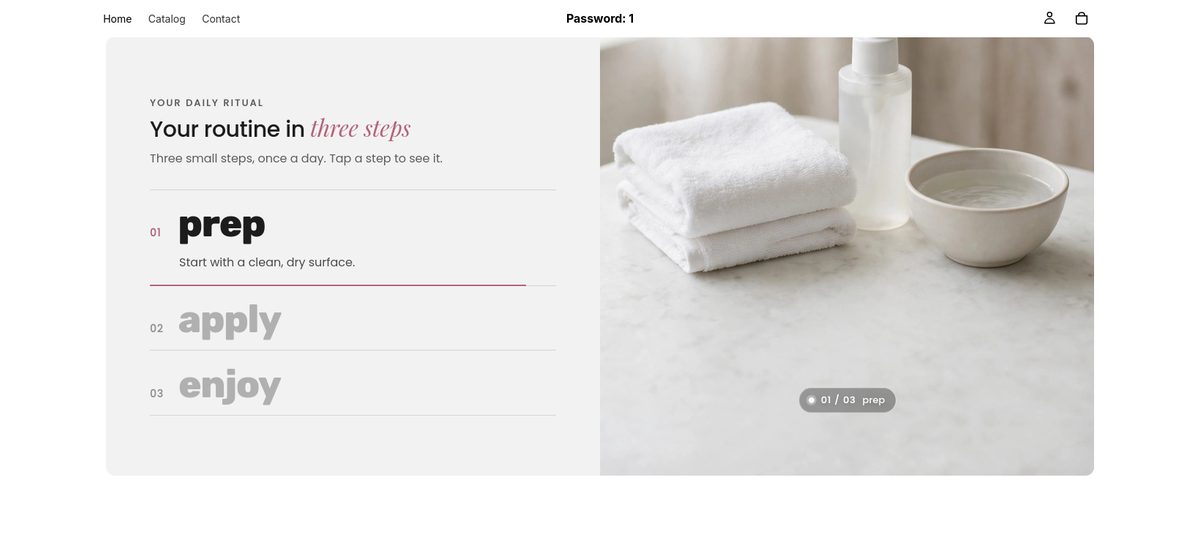 Home Catalog Contact Password: 1
YOUR DAILY RITUAL
Your routine in three steps
Three small steps, once a day. Tap a step to see it.
01 prep
Start with a clean, dry surface.
02 apply
03 enjoy
01 / 03 prep